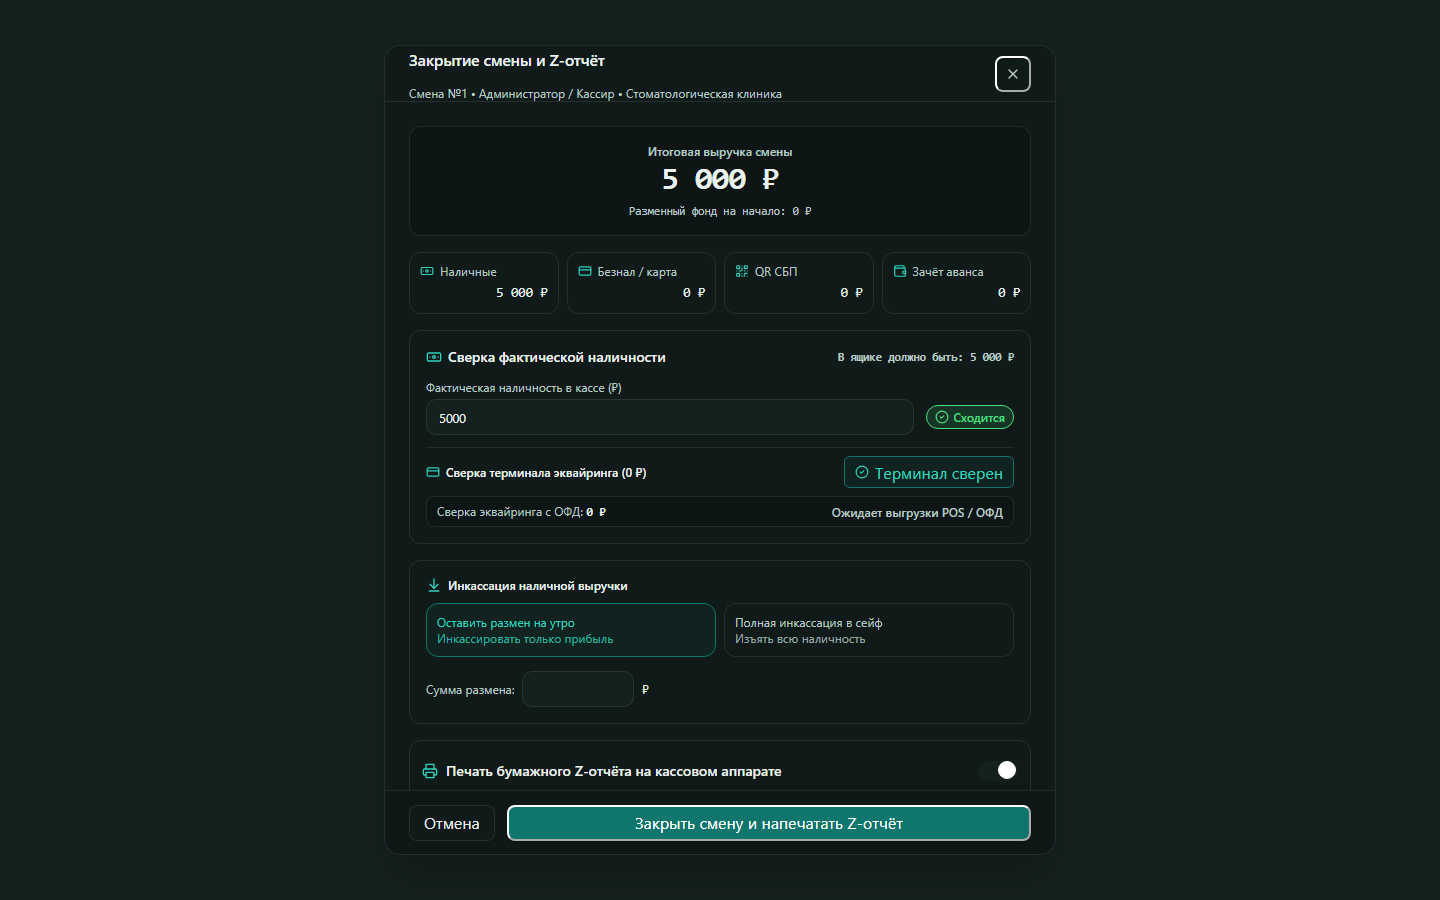 Закрытие смены и Z-отчёт
Смена №1 • Администратор / Кассир • Стоматологическая клиника
Итоговая выручка смены
5 000 ₽
Разменный фонд на начало: 0 ₽
Наличные
5 000 ₽
Безнал / карта
0 ₽
QR СБП
0 ₽
Зачёт аванса
0 ₽
Сверка фактической наличности
В ящике должно быть: 5 000 ₽
Фактическая наличность в кассе (₽)
5000
Сходится
Сверка терминала эквайринга (0 ₽)
Терминал сверен
Сверка эквайринга с ОФД: 0 ₽
Ожидает выгрузки POS / ОФД
Инкассация наличной выручки
Оставить размен на утро
Инкассировать только прибыль
Полная инкассация в сейф
Изъять всю наличность
Сумма размена:
₽
Печать бумажного Z-отчёта на кассовом аппарате
Отмена
Закрыть смену и напечатать Z-отчёт